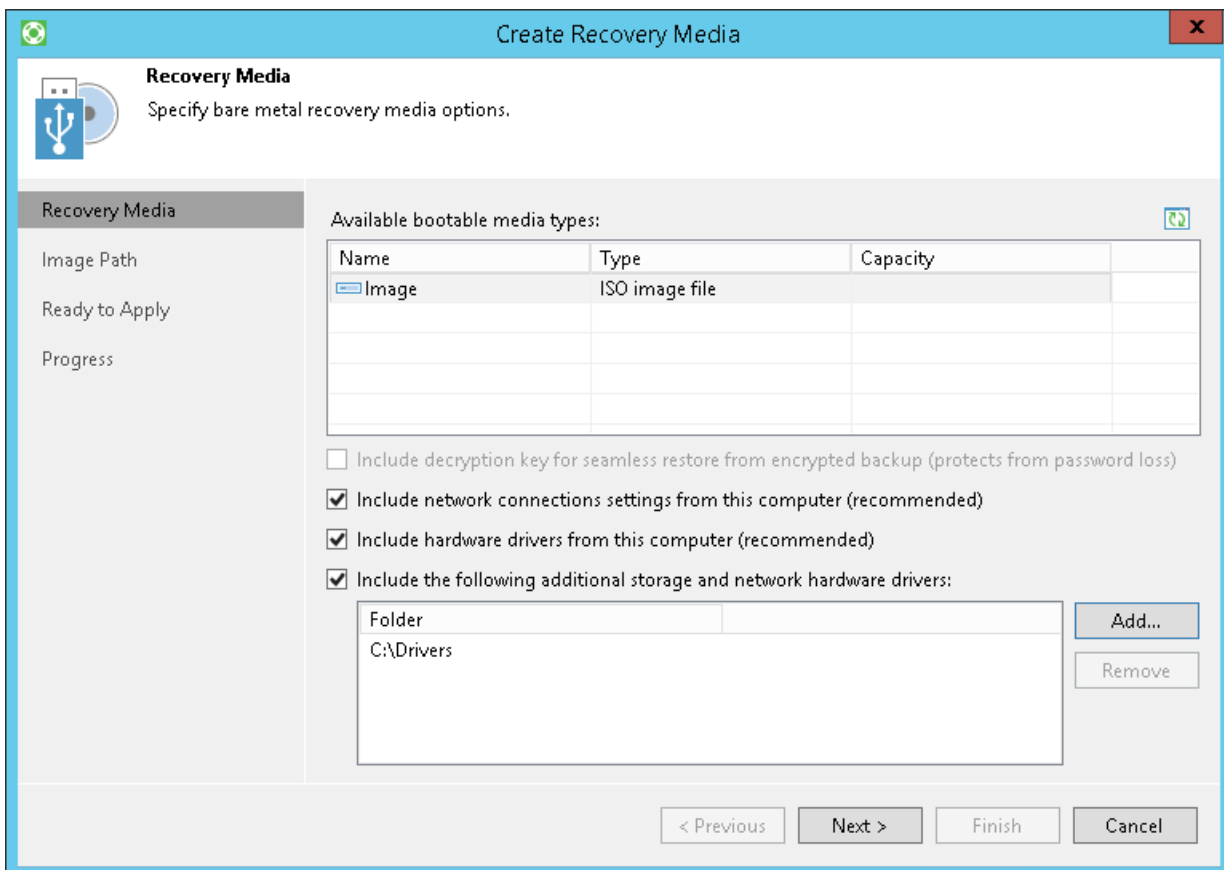 Create Recovery Media
x
Recovery Media
Specify bare metal recovery media options.
Recovery Media
Image Path
Ready to Apply
Progress
Available bootable media types:
Name Type Capacity
Image ISO image file
Include decryption key for seamless restore from encrypted backup (protects from password loss)
Include network connections settings from this computer (recommended)
Include hardware drivers from this computer (recommended)
Include the following additional storage and network hardware drivers:
Folder
C:\Drivers
Add...
Remove
< Previous Next > Finish Cancel